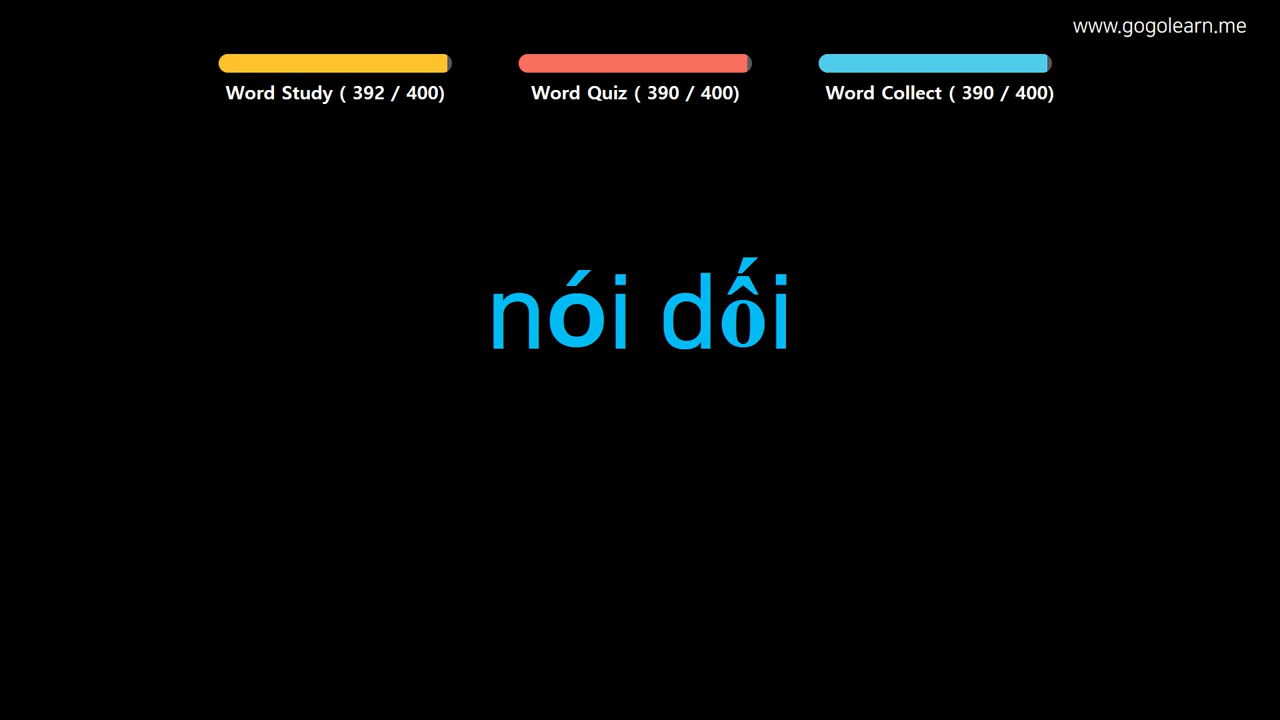 www.gogolearn.me
Word Study ( 392 / 400)
Word Quiz ( 390 / 400)
Word Collect ( 390 / 400)
nói dối